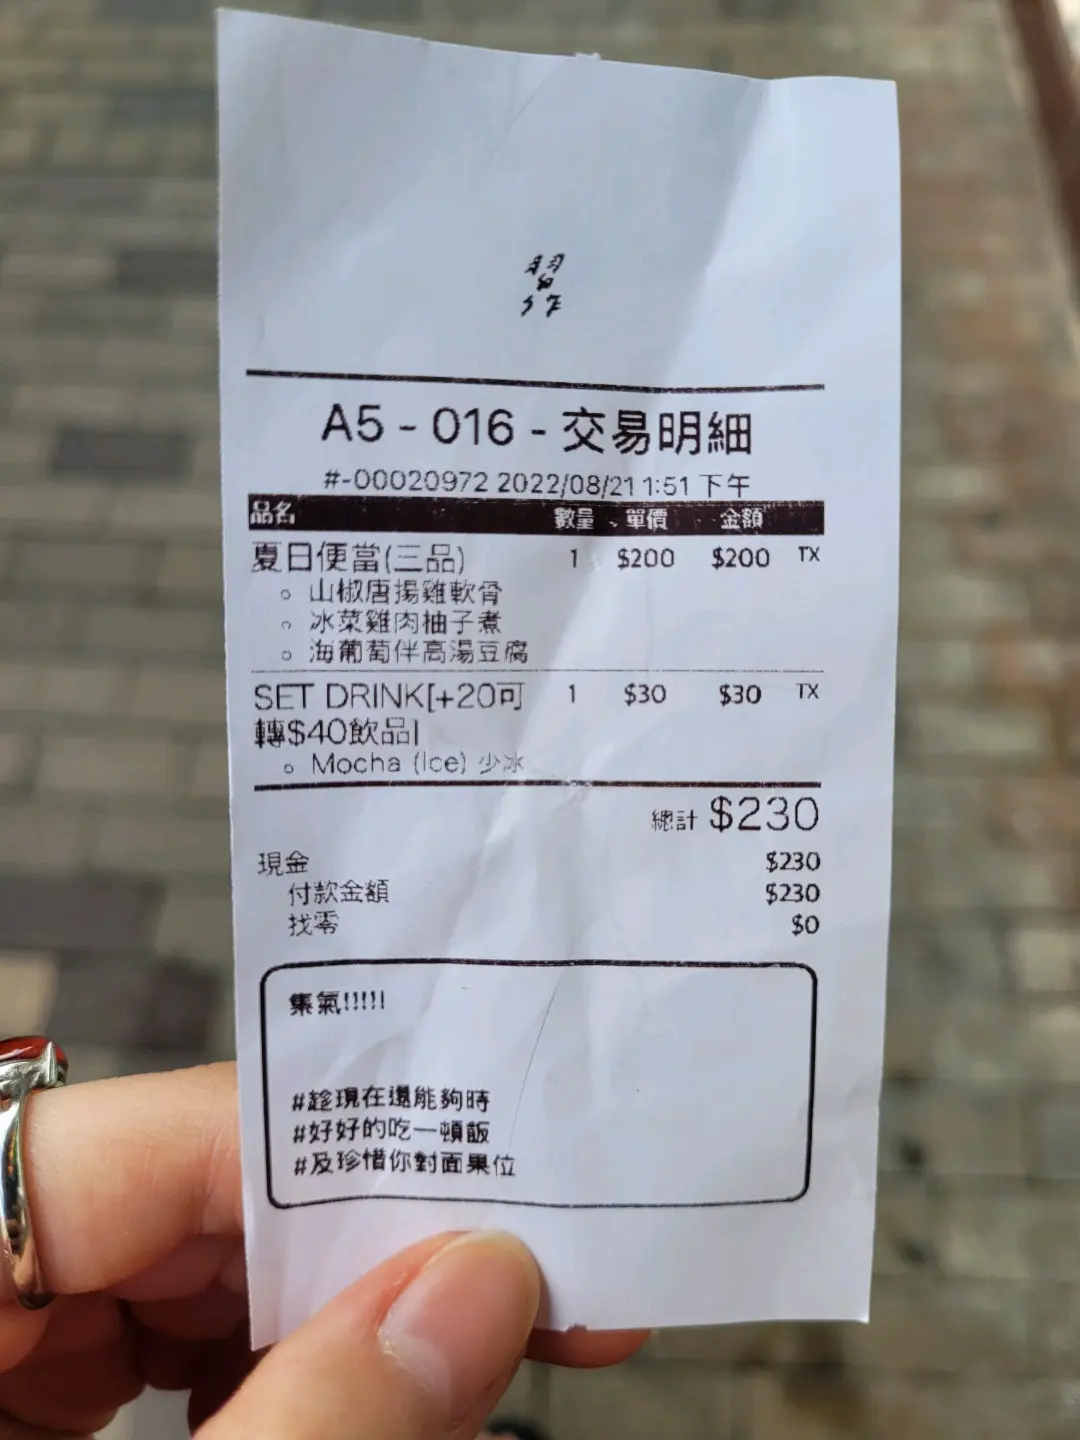 習作
A5 - 016 - 交易明細
#-00020972 2022/08/21 1:51 下午
品名 數量 單價 金額
夏日便當(三品) 1 $200 $200 TX
。山椒唐揚雞軟骨
。冰菜雞肉柚子煮
。海葡萄伴高湯豆腐
SET DRINK[+20可 1 $30 $30 TX
轉$40飲品]
。Mocha (Ice) 少冰
總計 $230
現金 $230
付款金額 $230
找零 $0
集氣!!!!!
#趁現在還能夠時
#好好的吃一頓飯
#及珍惜你對面果位